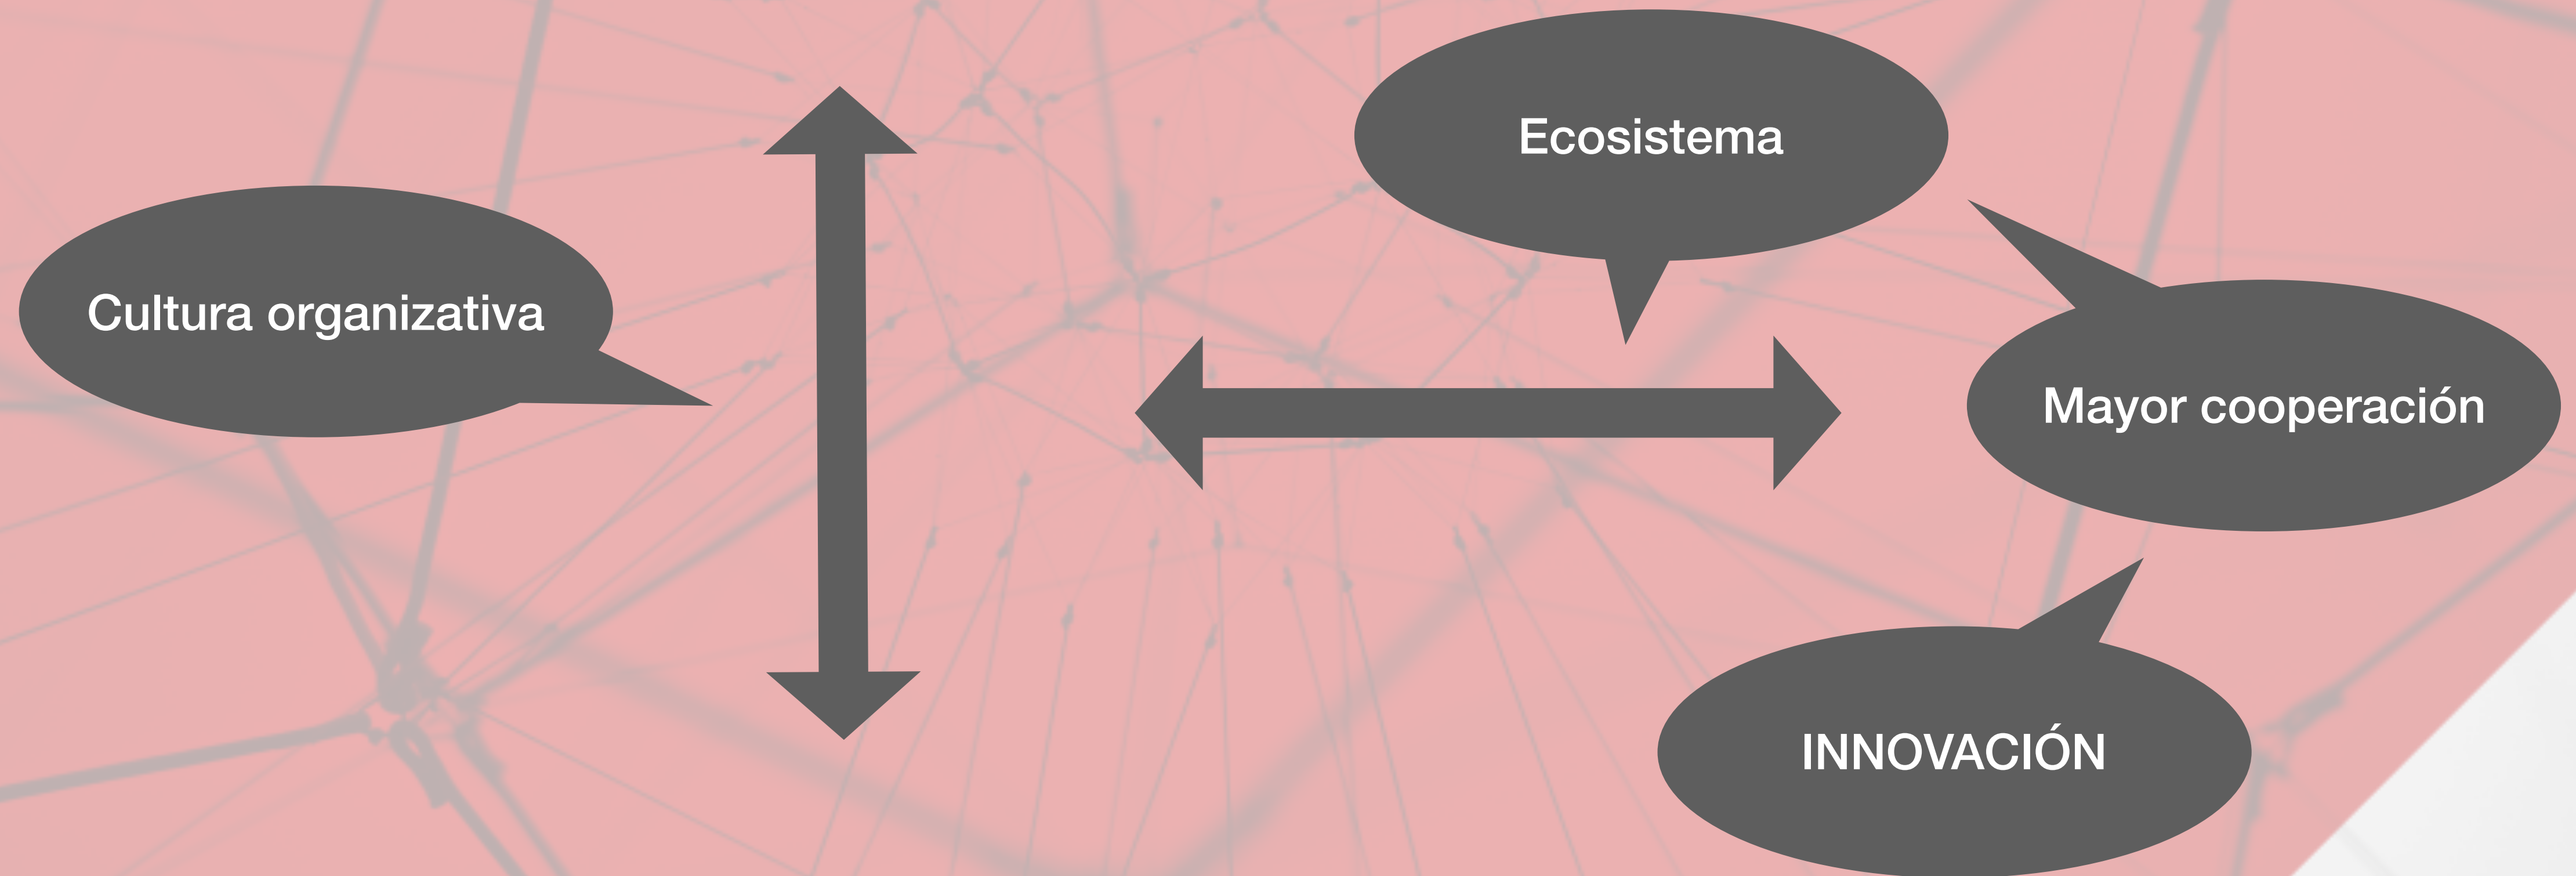 Ecosistema
Cultura organizativa
Mayor cooperación
INNOVACIÓN